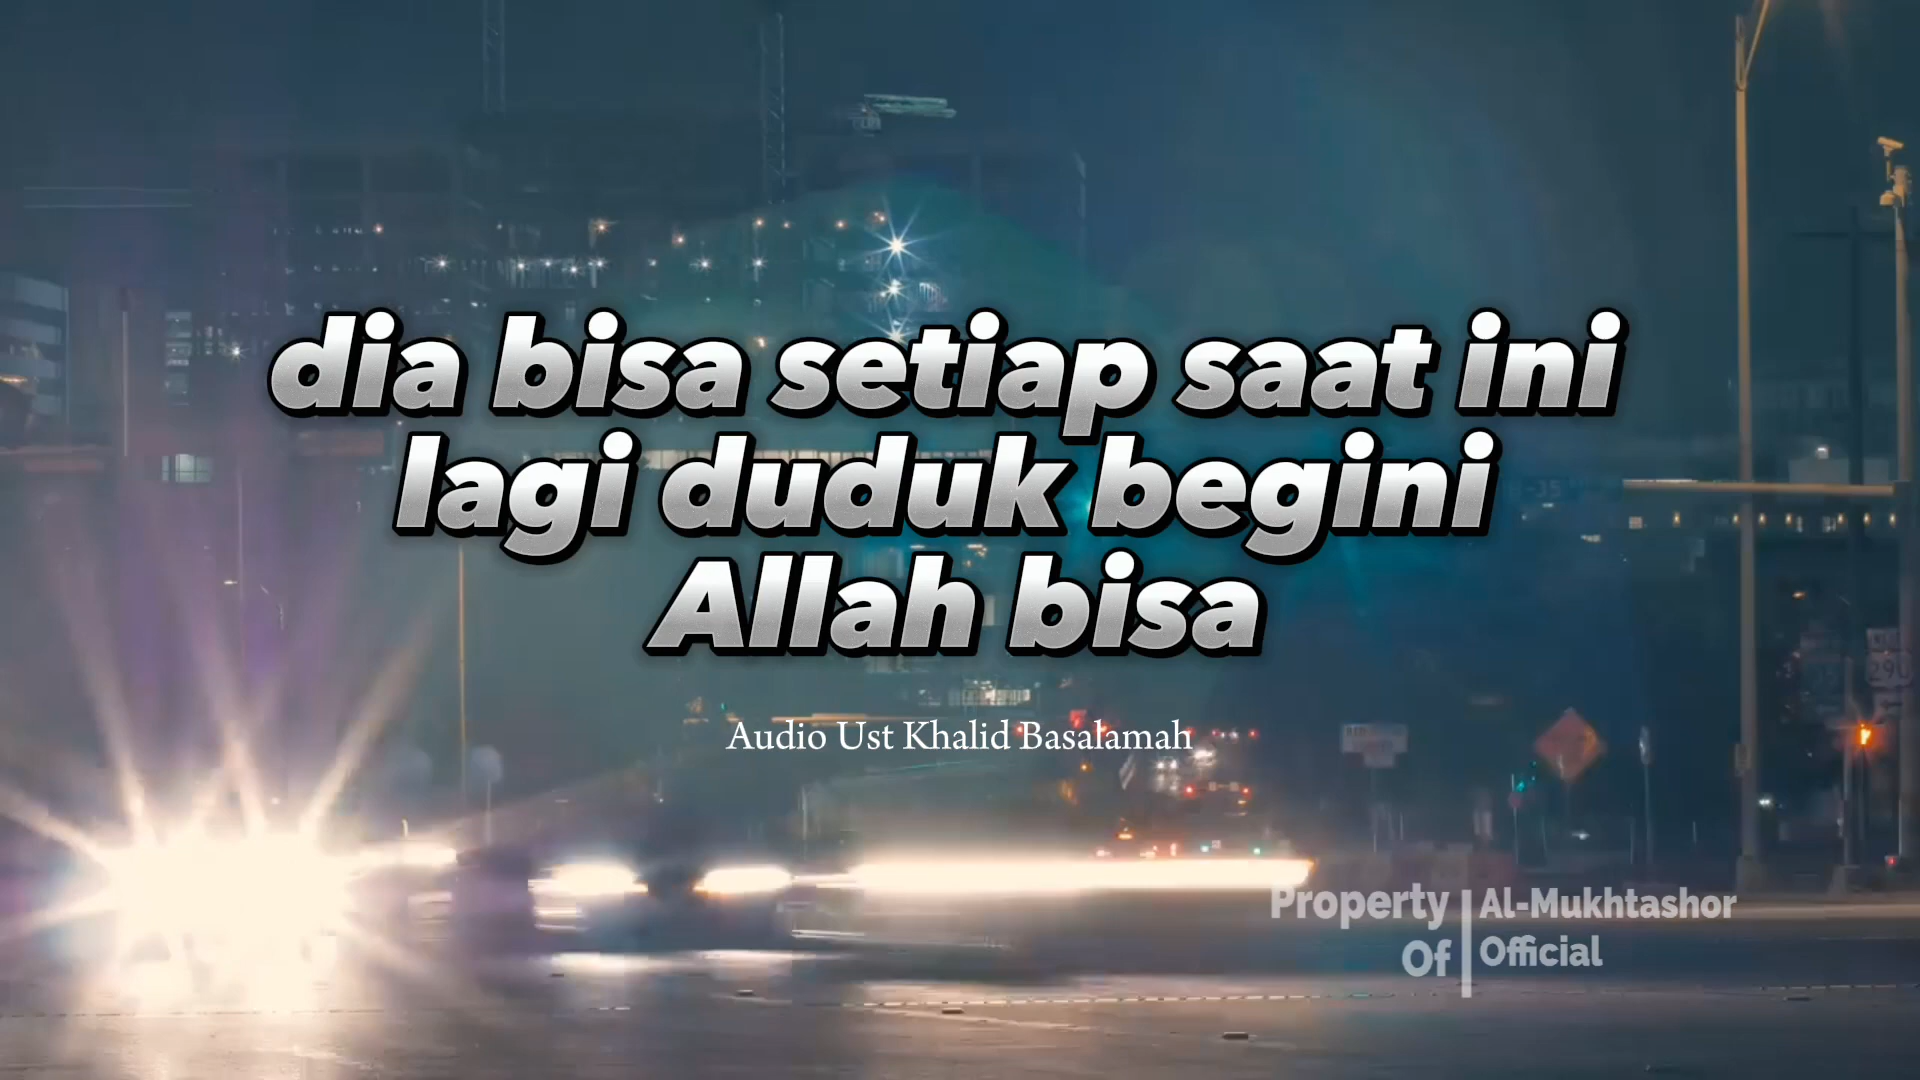 dia bisa setiap saat ini
lagi duduk begini
Allah bisa
Audio Ust Khalid Basalamah
Property
Of
Al-Mukhtashor
Official
290